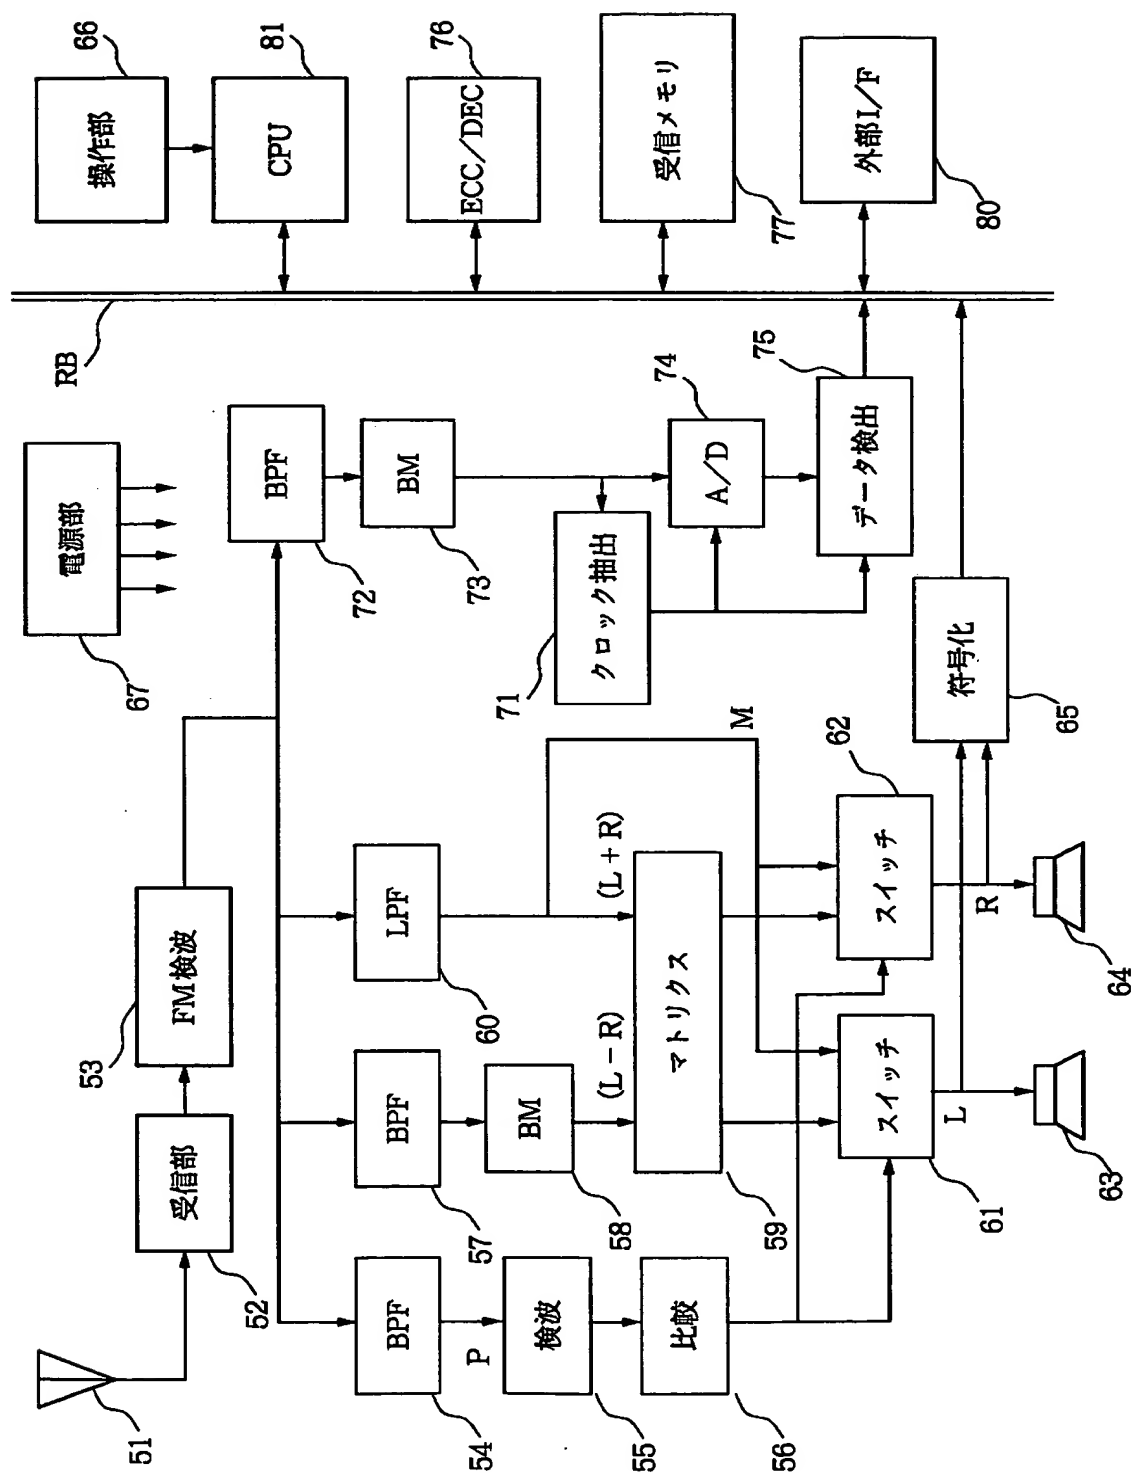 51
受信部
52
FM検波
53
電源部
67
RB
操作部
66
CPU
81
ECC/DEC
76
受信メモリ
77
外部I/F
80
BPF
54
P
検波
55
比較
56
BPF
57
BM
58
(L-R)
LPF
60
(L+R)
マトリクス
59
M
BPF
72
BM
73
クロック抽出
71
A/D
74
データ検出
75
スイッチ
61
L
63
スイッチ
62
R
64
符号化
65